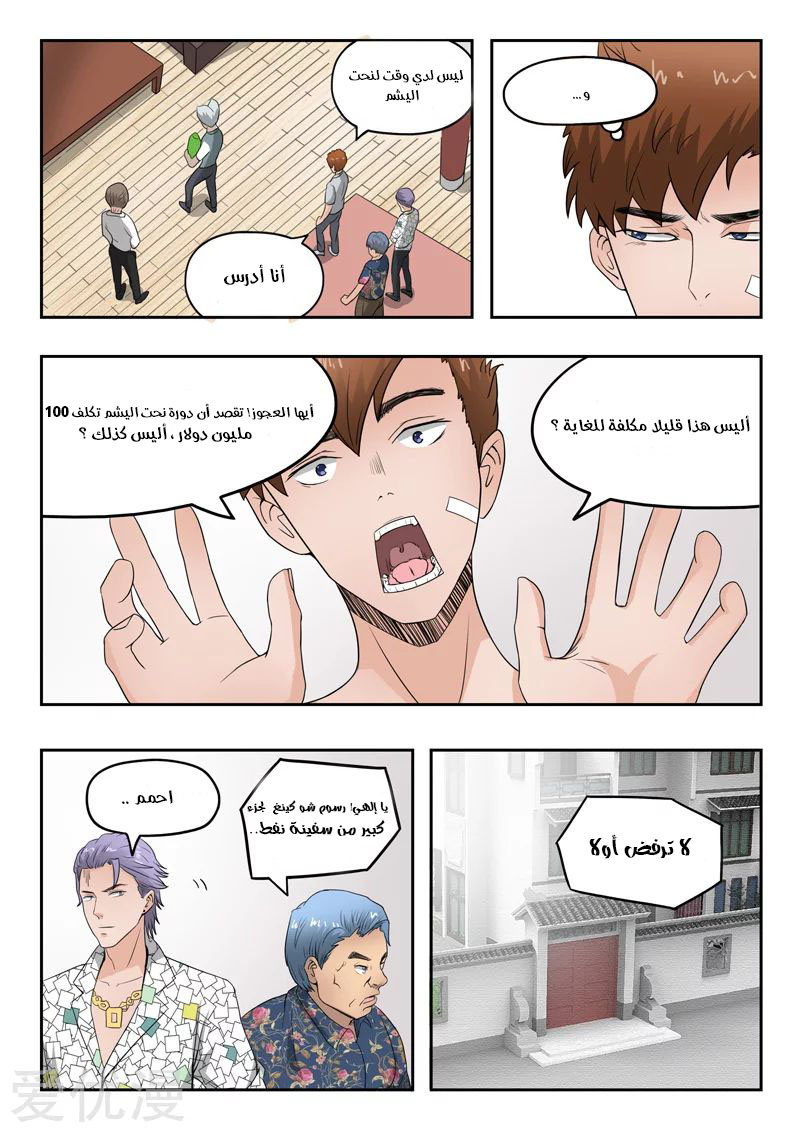 ليس لدي وقت لنحت
اليشم
أنا أدرس
و...
أيها العجوز! تقصد أن دورة نحت اليشم تكلف 100
مليون دولار ، أليس كذلك ؟
أليس هذا قليلا مكلفة للغاية ؟
احمم ..
يا إلهي! رسوم شو كينغ لجزء
كبير من سفينة نفط..
لا ترفض أولا
爱优漫